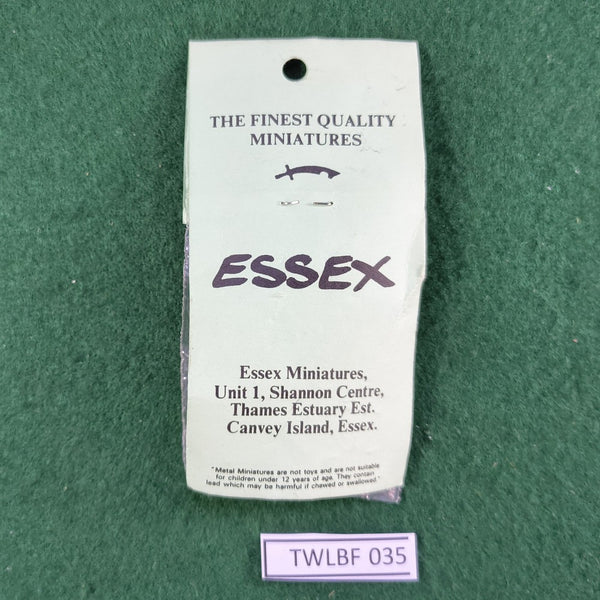 THE FINEST QUALITY
MINIATURES
ESSEX
Essex Miniatures,
Unit 1, Shannon Centre,
Thames Estuary Est.
Canvey Island, Essex.
"Metal Miniatures are not toys and are not suitable
for children under 12 years of age. They contain
lead which may be harmful if chewed or swallowed."
TWLBF 035